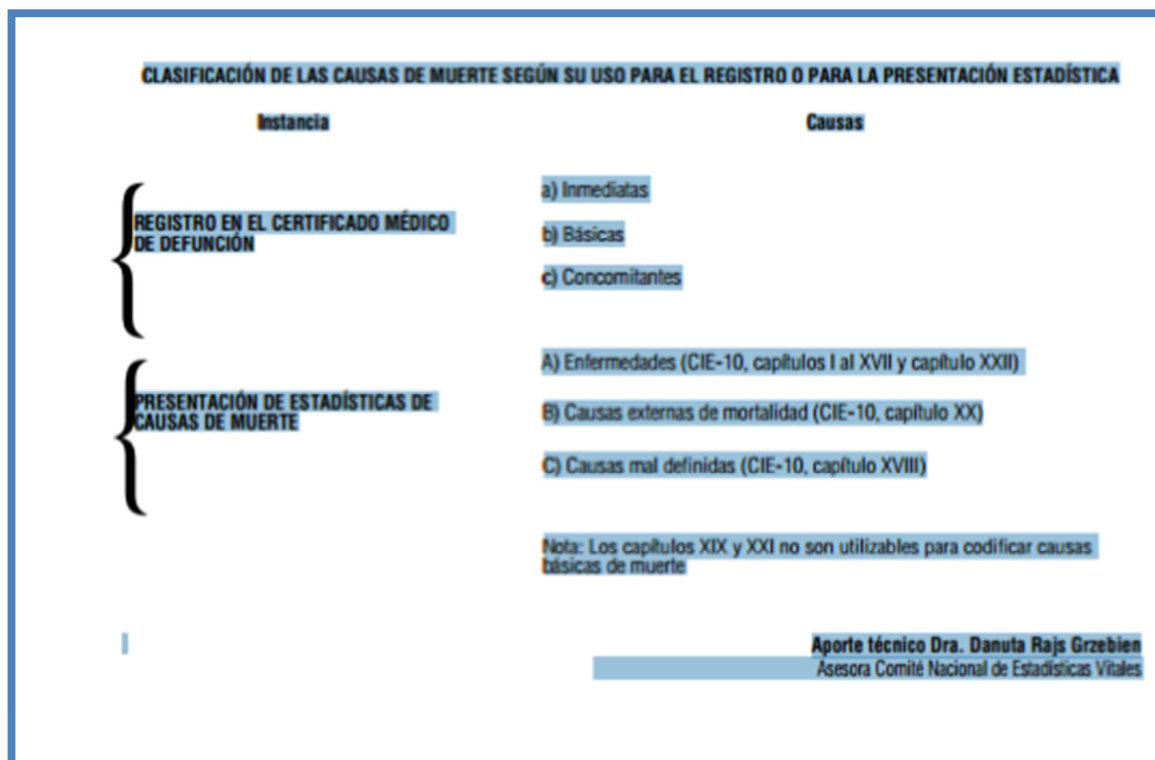 CLASIFICACIÓN DE LAS CAUSAS DE MUERTE SEGÚN SU USO PARA EL REGISTRO O PARA LA PRESENTACIÓN ESTADÍSTICA
Instancia
Causas
REGISTRO EN EL CERTIFICADO MÉDICO
DE DEFUNCIÓN
a) Inmediatas
b) Básicas
c) Concomitantes
PRESENTACIÓN DE ESTADÍSTICAS DE
CAUSAS DE MUERTE
A) Enfermedades (CIE-10, capítulos I al XVII y capítulo XXII)
B) Causas externas de mortalidad (CIE-10, capítulo XX)
C) Causas mal definidas (CIE-10, capítulo XVIII)
Nota: Los capítulos XIX y XXI no son utilizables para codificar causas
básicas de muerte
Aporte técnico Dra. Danuta Rajs Grzebien
Asesora Comité Nacional de Estadísticas Vitales